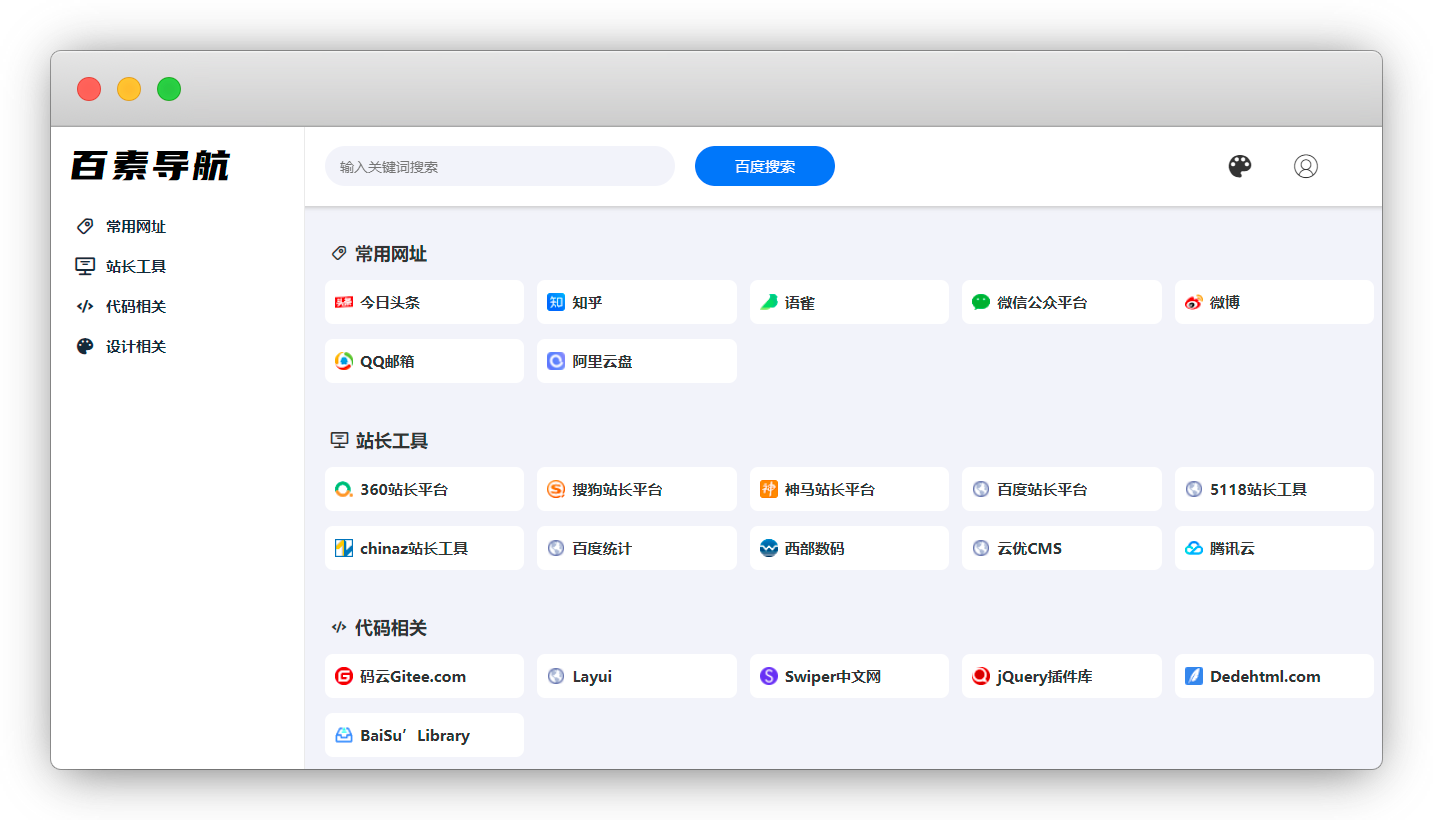 百素导航
常用网址
站长工具
代码相关
设计相关
输入关键词搜索
百度搜索
常用网址
今日头条
知乎
语雀
微信公众平台
微博
QQ邮箱
阿里云盘
站长工具
360站长平台
搜狗站长平台
神马站长平台
百度站长平台
5118站长工具
chinaz站长工具
百度统计
西部数码
云优CMS
腾讯云
代码相关
码云Gitee.com
Layui
Swiper中文网
jQuery插件库
Dedehtml.com
BaiSu’Library